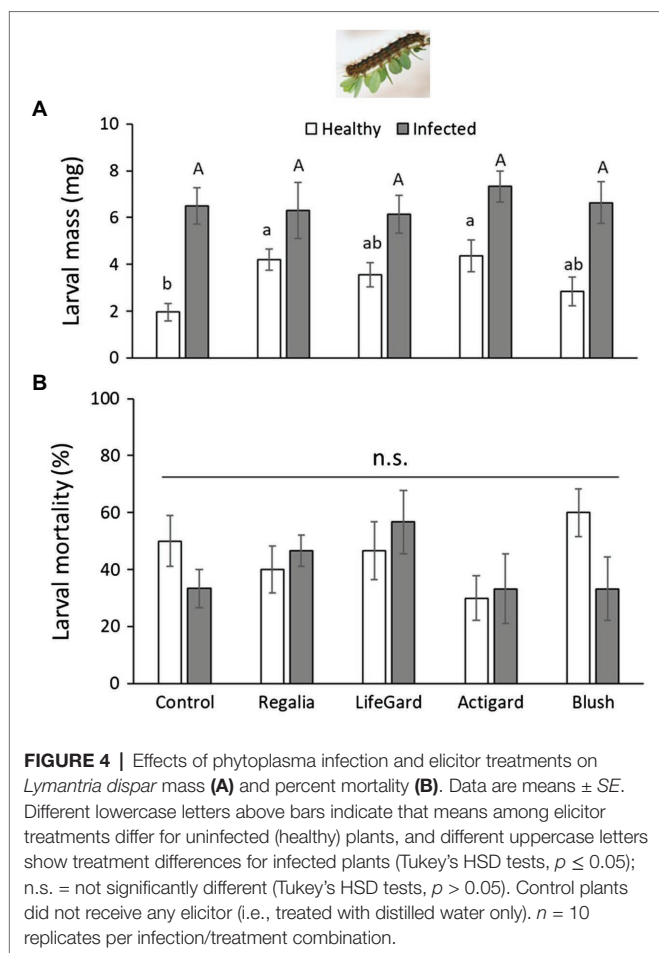 A
Healthy Infected
10
8
6
4
2
0
Larval mass (mg)
A A A A A
b a ab a ab
B
100
80
60
40
20
0
Larval mortality (%)
n.s.
Control Regalia LifeGard Actigard Blush
FIGURE 4 | Effects of phytoplasma infection and elicitor treatments on
Lymantria dispar mass (A) and percent mortality (B). Data are means ± SE.
Different lowercase letters above bars indicate that means among elicitor
treatments differ for uninfected (healthy) plants, and different uppercase letters
show treatment differences for infected plants (Tukey's HSD tests, p ≤ 0.05);
n.s. = not significantly different (Tukey's HSD tests, p > 0.05). Control plants
did not receive any elicitor (i.e., treated with distilled water only). n = 10
replicates per infection/treatment combination.